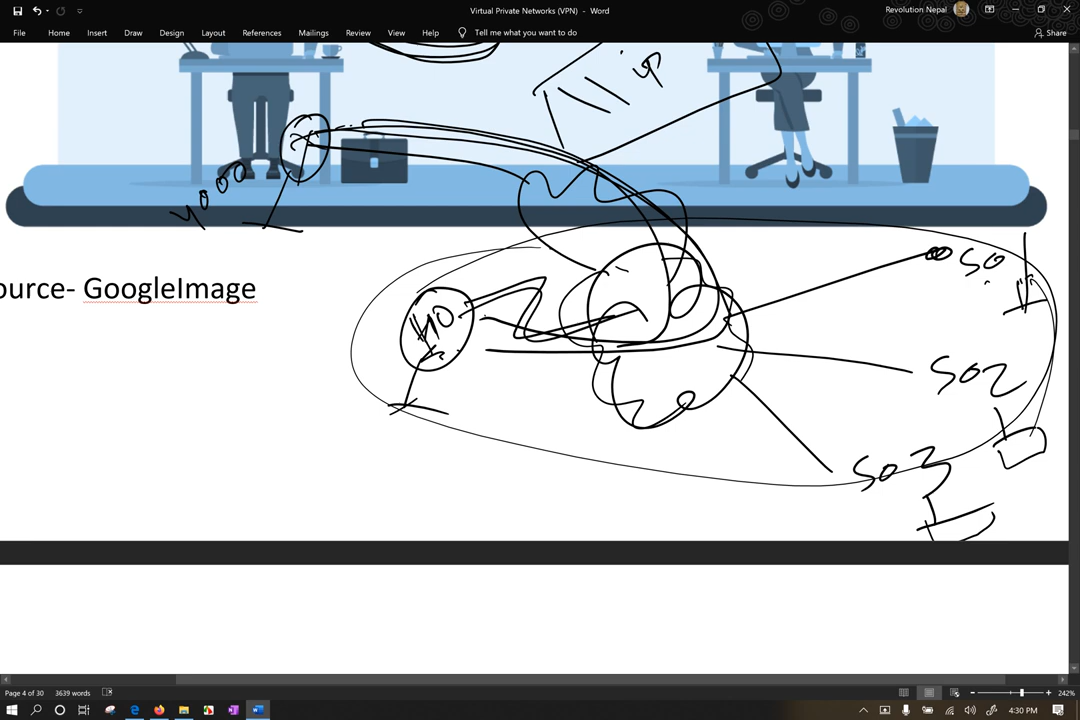 Virtual Private Networks (VPN) - Word
Revolution Nepal
File Home Insert Draw Design Layout References Mailings Review View Help Tell me what you want to do Share
ource- GoogleImage
HO
SO
SO2
SO3
Page 4 of 30 3639 words 242%
4:30 PM